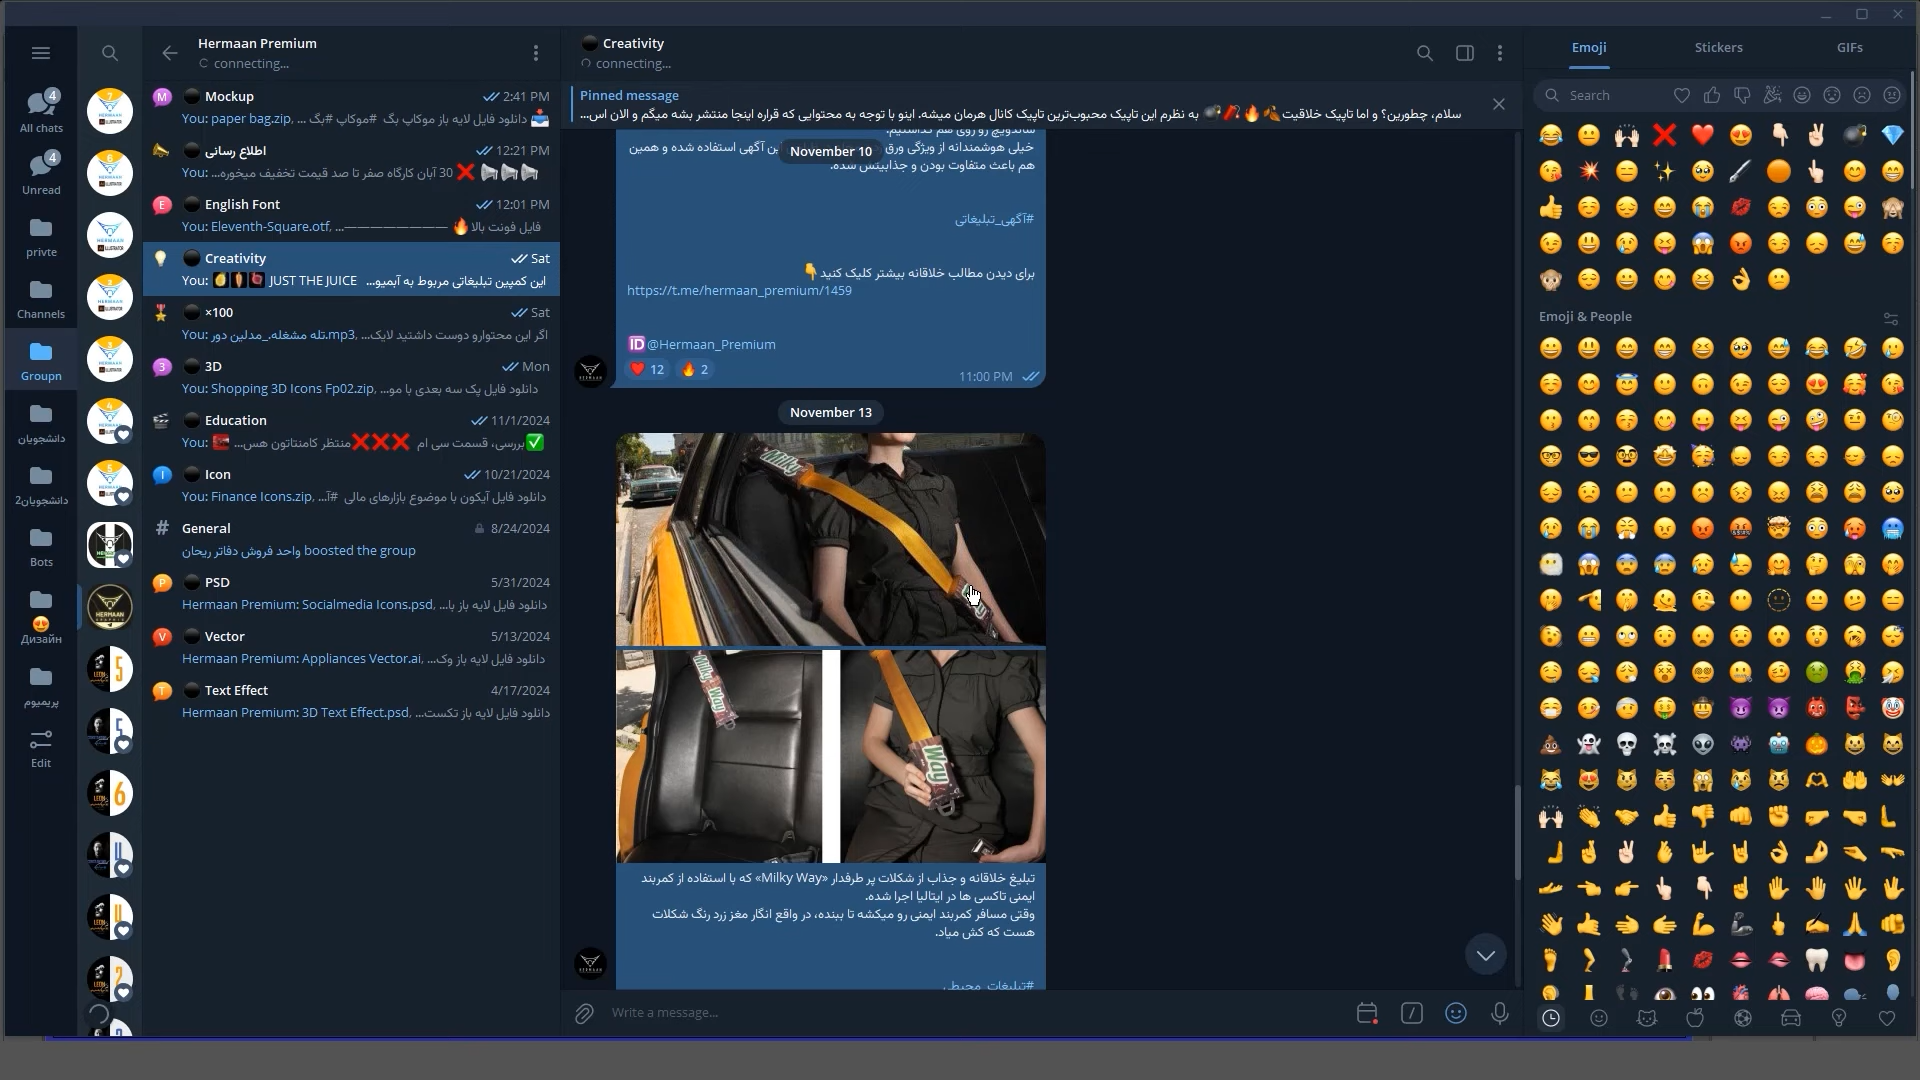 All chats
4
Unread
4
privte
Channels
Groupn
دانشجویان
دانشجویان2
Bots
Дизайн
پریمیوم
Edit
Hermaan Premium
connecting...
Mockup
2:41 PM
You: paper bag.zip, ... دانلود فایل لایه باز موکاپ بگ #موکاپ #بگ
اطلاع رسانی
12:21 PM
You: ❌ 30 آبان کارگاه صفر تا صد قیمت تخفیف میخوره...
English Font
12:01 PM
You: Eleventh-Square.otf, ...——————— 🔥 فایل فونت بالا
Creativity
Sat
You: JUST THE JUICE این کمپین تبلیغاتی مربوط به آبمیو...
×100
Sat
You: تله مشغله._مدلین دور.mp3, اگر این محتوارو دوست داشتید لایک...
3D
Mon
You: Shopping 3D Icons Fp02.zip, دانلود فایل پک سه بعدی با مو...
Education
11/1/2024
You: ✅بررسی، قسمت سی ام ❌❌❌منتظر کامنتاتون هس...
Icon
10/21/2024
You: Finance Icons.zip, دانلود فایل آیکون با موضوع بازارهای مالی #آ...
General
8/24/2024
واحد فروش دفاتر ریحان boosted the group
PSD
5/31/2024
Hermaan Premium: Socialmedia Icons.psd, دانلود فایل لایه باز با...
Vector
5/13/2024
Hermaan Premium: Appliances Vector.ai, دانلود فایل لایه باز وک...
Text Effect
4/17/2024
Hermaan Premium: 3D Text Effect.psd, دانلود فایل لایه باز تکست...
Creativity
connecting...
Pinned message
سلام، چطورین؟ و اما تاپیک خلاقیت🍂🔥🧨💣 به نظرم این تاپیک محبوب‌ترین تاپیک کانال هرمان میشه. اینو با توجه به محتوایی که قراره اینجا منتشر بشه میگم و الان اس...
November 10
خیلی هوشمندانه از ویژگی ورق
ین آگهی استفاده شده و همین
هم باعث متفاوت بودن و جذابیتش شده.
#آگهی_تبلیغاتی
برای دیدن مطالب خلاقانه بیشتر کلیک کنید👇
https://t.me/hermaan_premium/1459
🆔@Hermaan_Premium
❤️ 12 🔥 2
11:00 PM
November 13
Milky
Milky Way
Way
تبلیغ خلاقانه و جذاب از شکلات پر طرفدار «Milky Way» که با استفاده از کمربند
ایمنی تاکسی ها در ایتالیا اجرا شده.
وقتی مسافر کمربند ایمنی رو میکشه تا ببنده، در واقع انگار مغز زرد رنگ شکلات
هست که کش میاد.
#تبلیغات_محیطی
Write a message...
Emoji
Stickers
GIFs
Search
Emoji & People